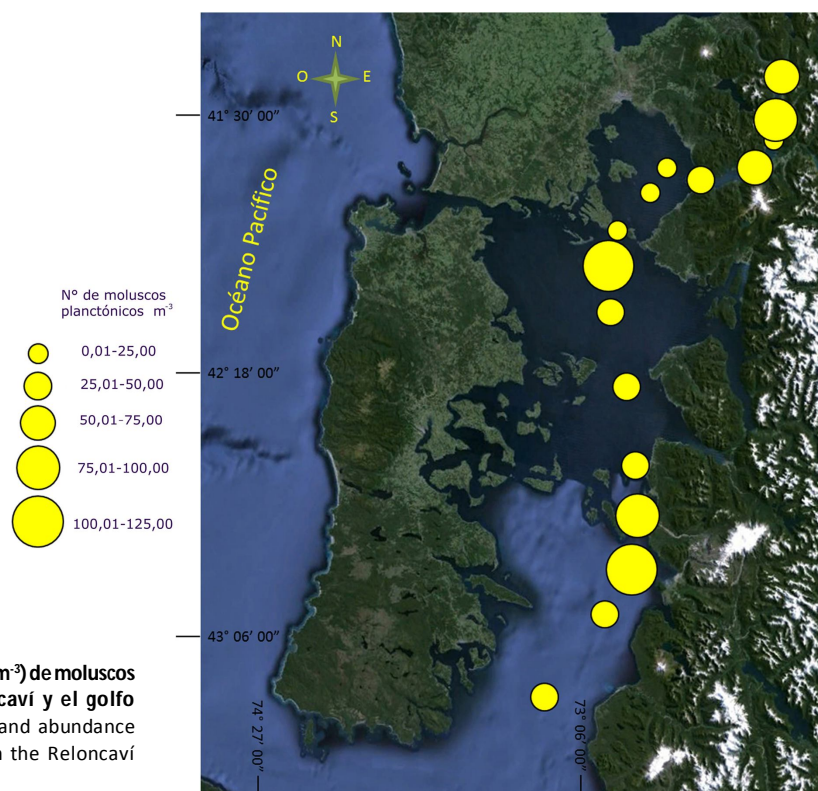 N
O E
S
41° 30′ 00″
Océano Pacífico
N° de moluscos
planctónicos m⁻³
0,01-25,00
25,01-50,00
50,01-75,00
75,01-100,00
100,01-125,00
42° 18′ 00″
43° 06′ 00″
74° 27′ 00″
73° 06′ 00″
m⁻³) de moluscos
caví y el golfo
and abundance
the Reloncaví